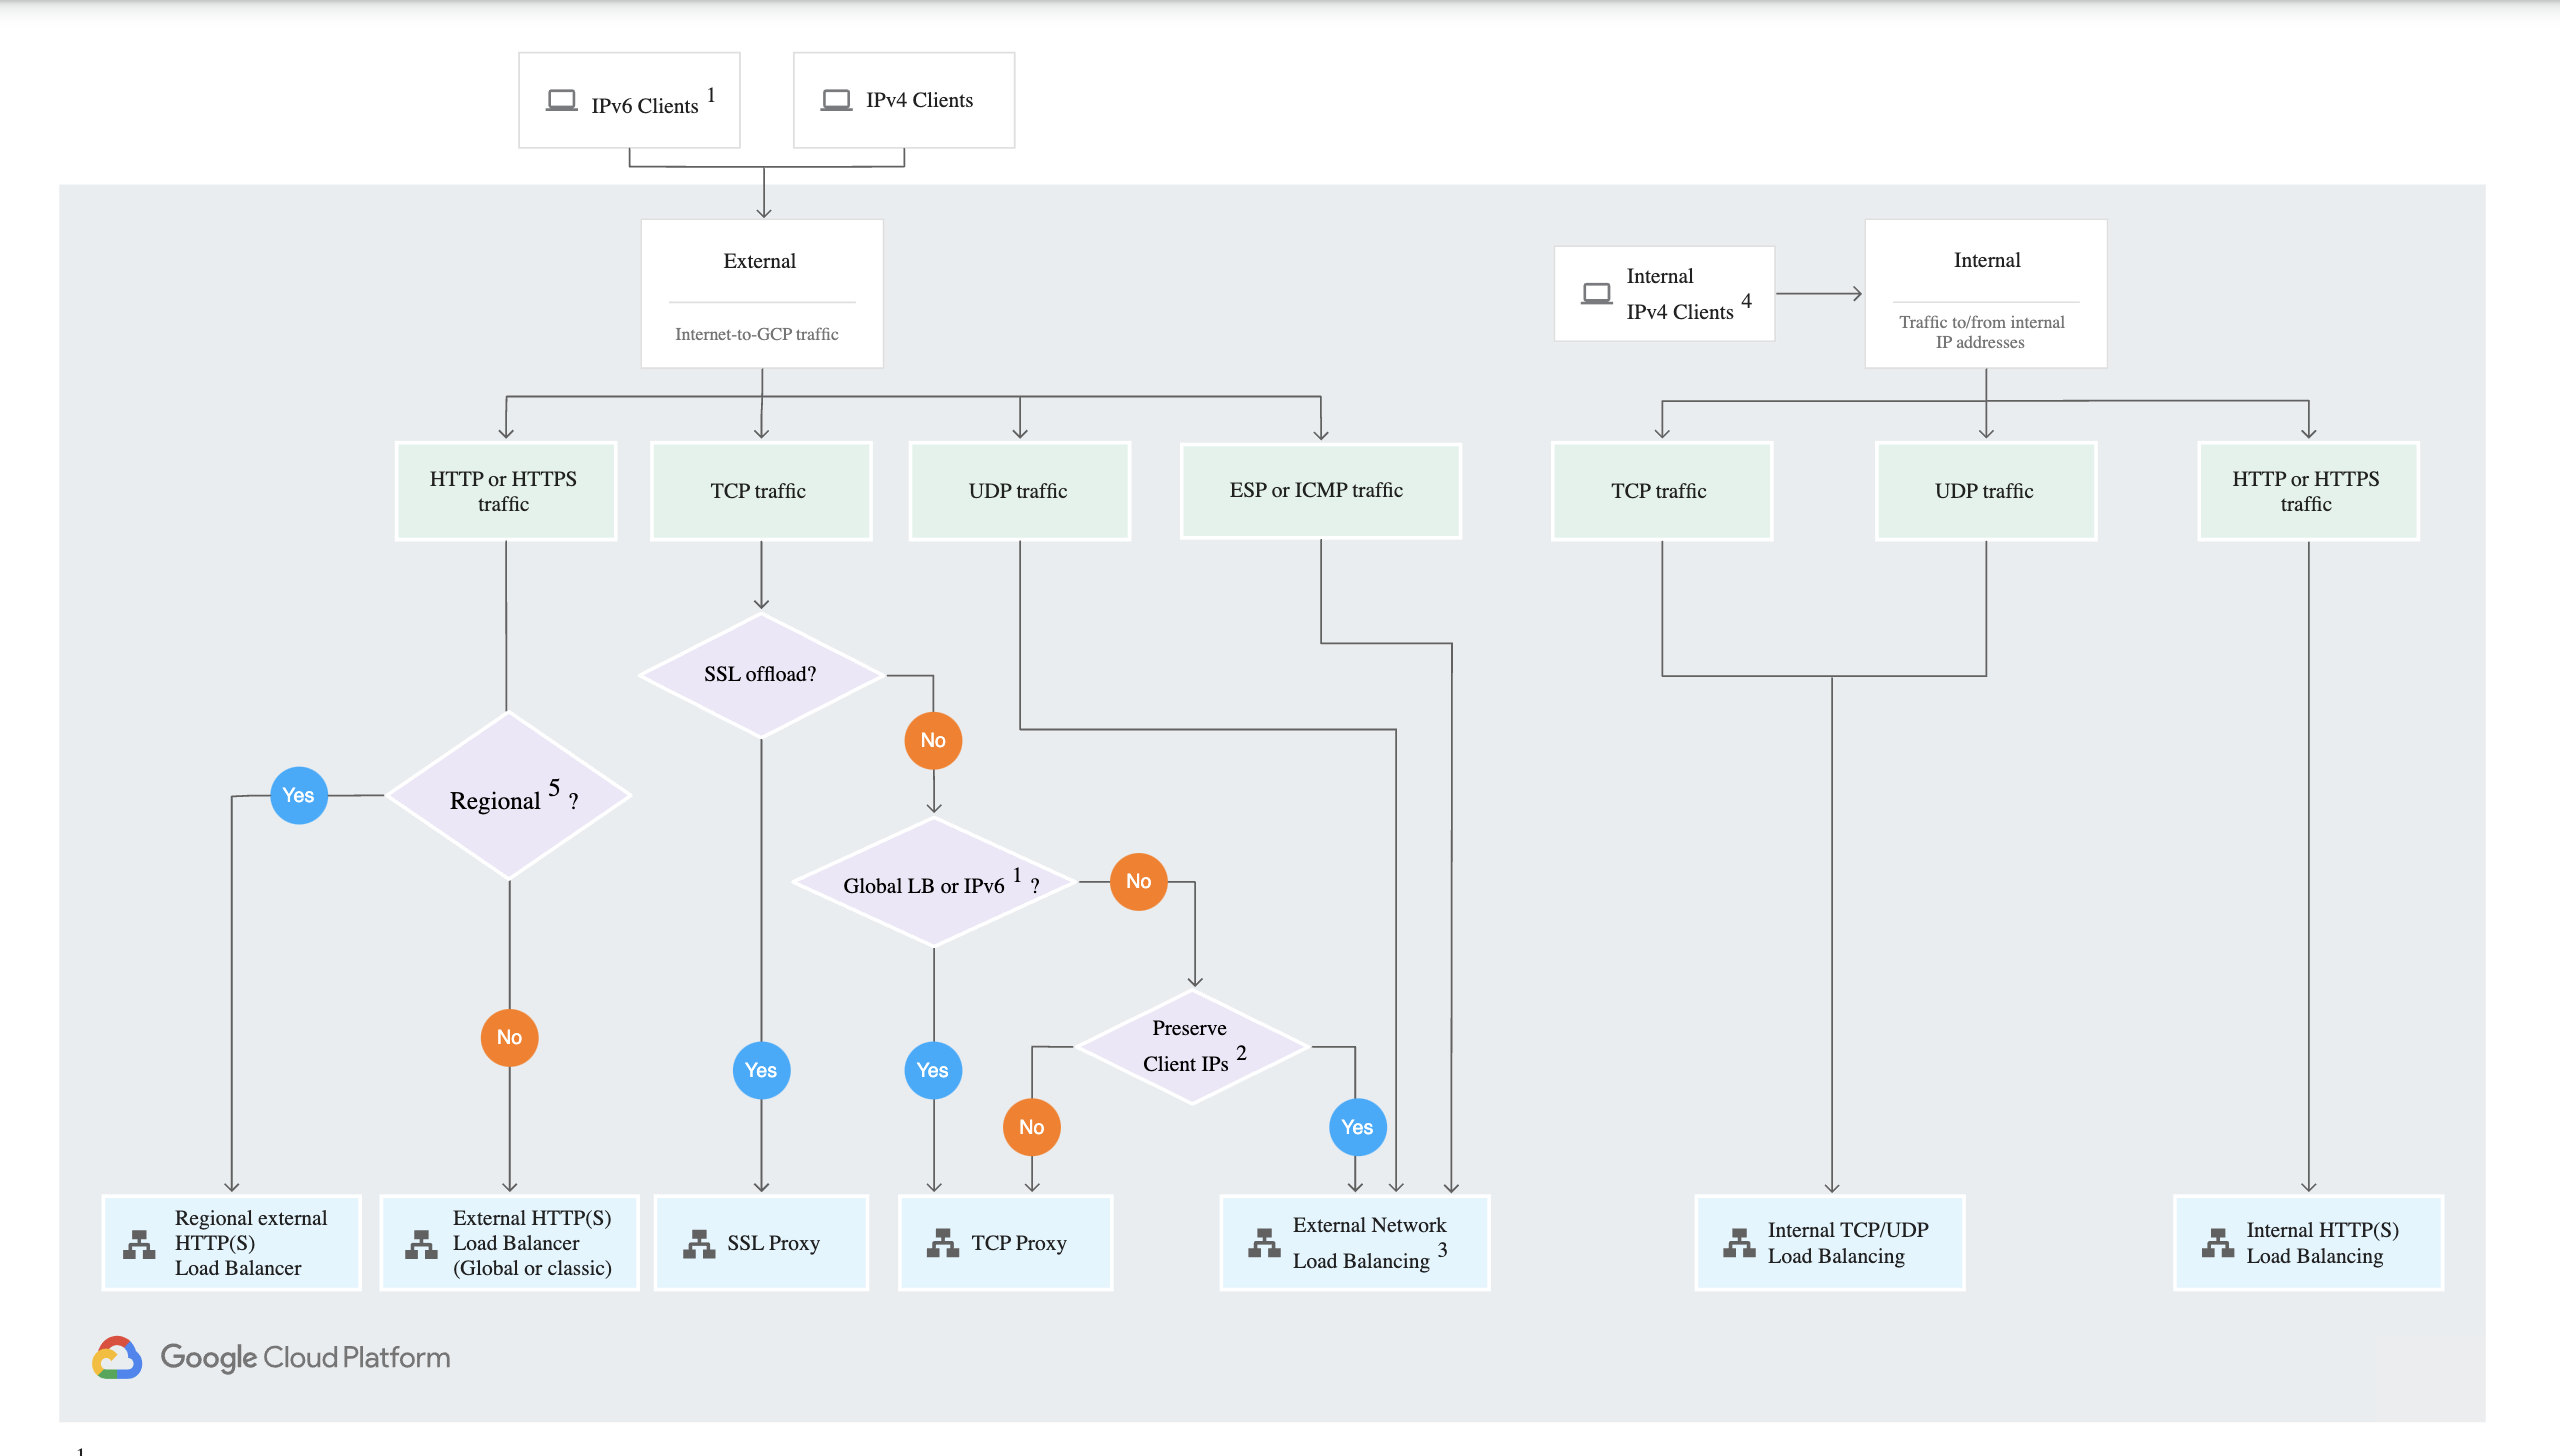 IPv6 Clients 1
IPv4 Clients
External
Internet-to-GCP traffic
Internal
IPv4 Clients 4
Internal
Traffic to/from internal
IP addresses
HTTP or HTTPS
traffic
TCP traffic
UDP traffic
ESP or ICMP traffic
TCP traffic
UDP traffic
HTTP or HTTPS
traffic
SSL offload?
No
Yes
Regional 5 ?
Global LB or IPv6 1 ?
No
No
Preserve
Client IPs 2
Yes
Yes
No
Yes
Regional external
HTTP(S)
Load Balancer
External HTTP(S)
Load Balancer
(Global or classic)
SSL Proxy
TCP Proxy
External Network
Load Balancing 3
Internal TCP/UDP
Load Balancing
Internal HTTP(S)
Load Balancing
Google Cloud Platform
1